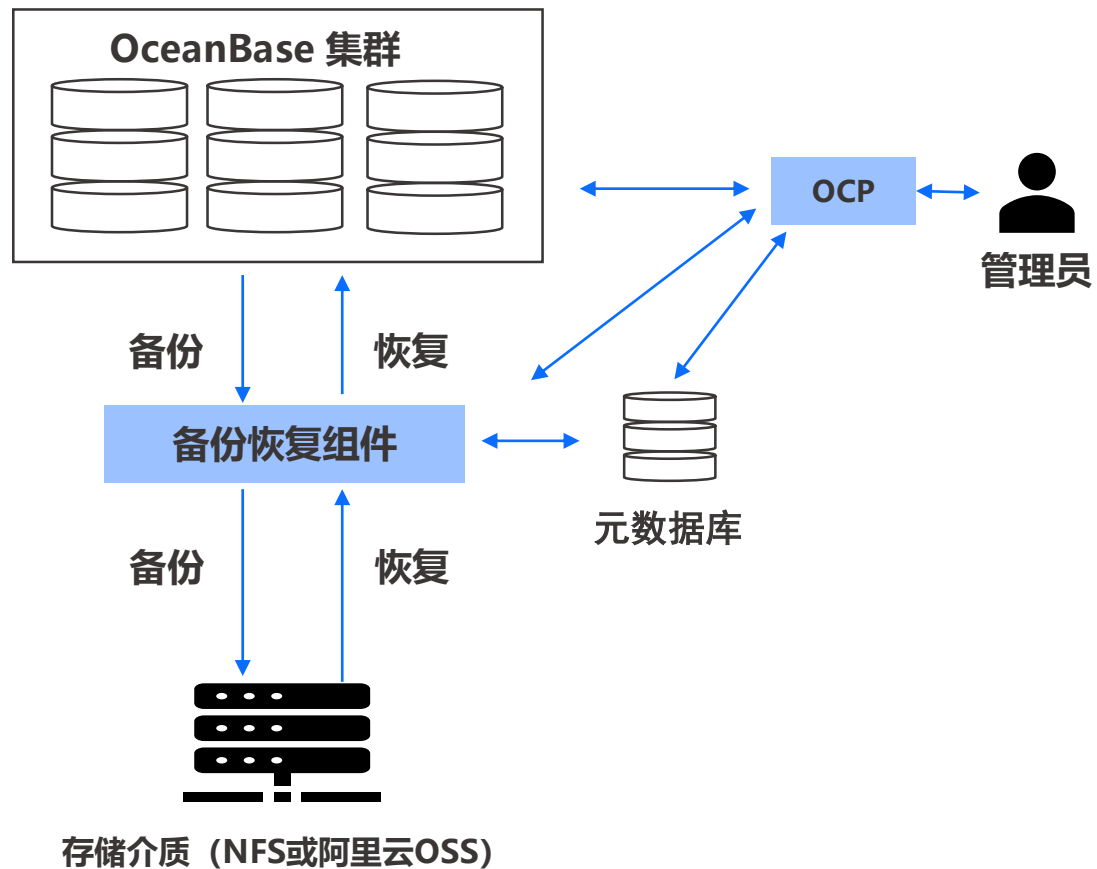 OceanBase 集群
OCP
管理员
备份
恢复
备份恢复组件
元数据库
备份
恢复
存储介质（NFS或阿里云OSS）